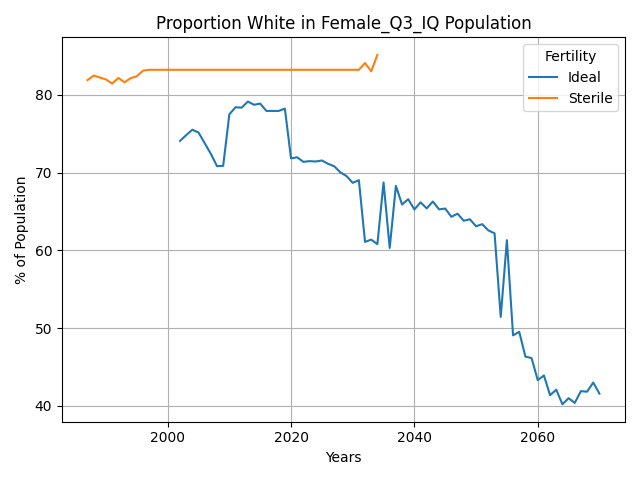 Proportion White in Female_Q3_IQ Population
Fertility
Ideal
Sterile
% of Population
80
70
60
50
40
2000
2020
2040
2060
Years